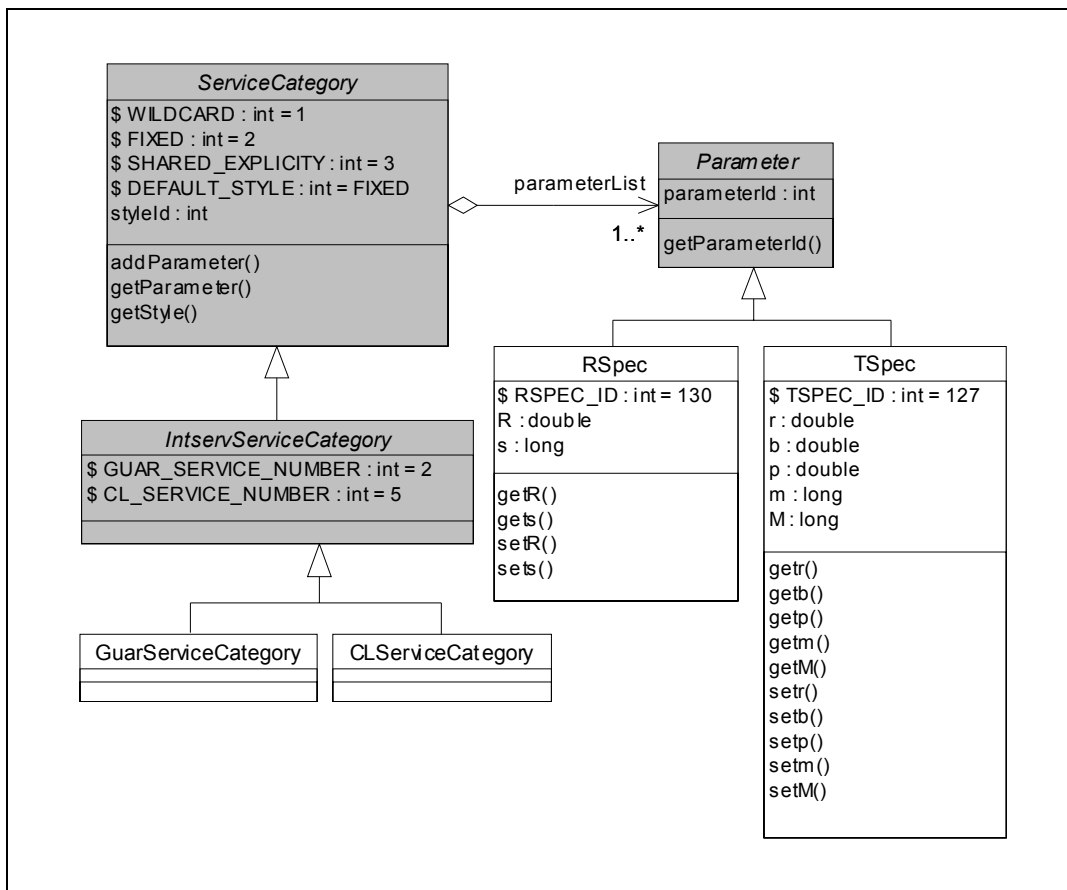 ServiceCategory
$ WILDCARD : int = 1
$ FIXED : int = 2
$ SHARED_EXPLICITY : int = 3
$ DEFAULT_STYLE : int = FIXED
styleId : int
addParameter()
getParameter()
getStyle()
parameterList
1..*
Parameter
parameterId : int
getParameterId()
IntservServiceCategory
$ GUAR_SERVICE_NUMBER : int = 2
$ CL_SERVICE_NUMBER : int = 5
GuarServiceCategory
CLServiceCategory
RSpec
$ RSPEC_ID : int = 130
R : double
s : long
getR()
gets()
setR()
sets()
TSpec
$ TSPEC_ID : int = 127
r : double
b : double
p : double
m : long
M : long
getr()
getb()
getp()
getm()
getM()
setr()
setb()
setp()
setm()
setM()